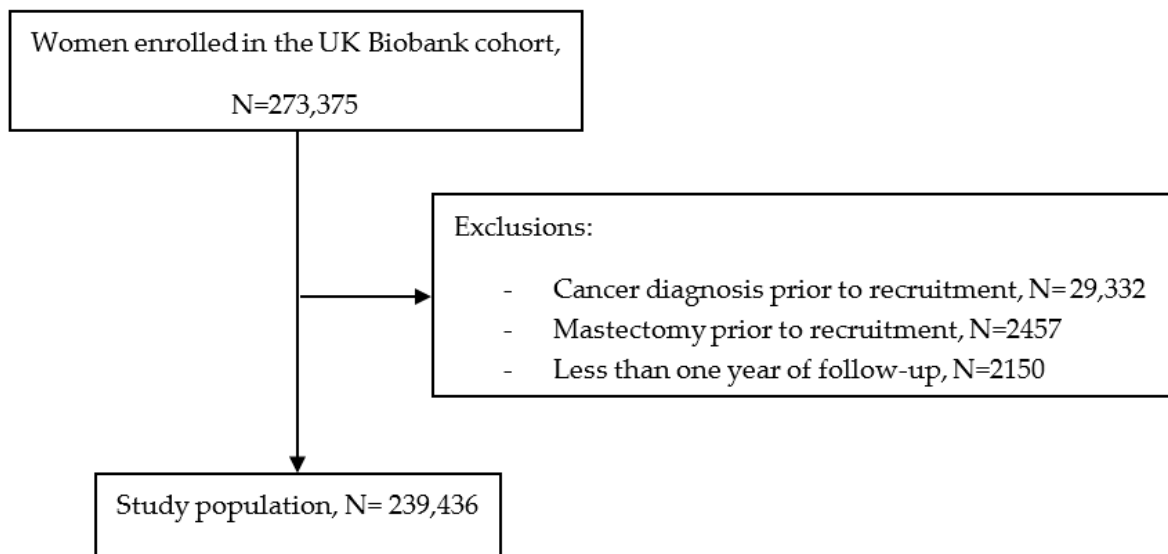 Women enrolled in the UK Biobank cohort,
N=273,375
Exclusions:
- Cancer diagnosis prior to recruitment, N=29,332
- Mastectomy prior to recruitment, N=2457
- Less than one year of follow-up, N=2150
Study population, N= 239,436